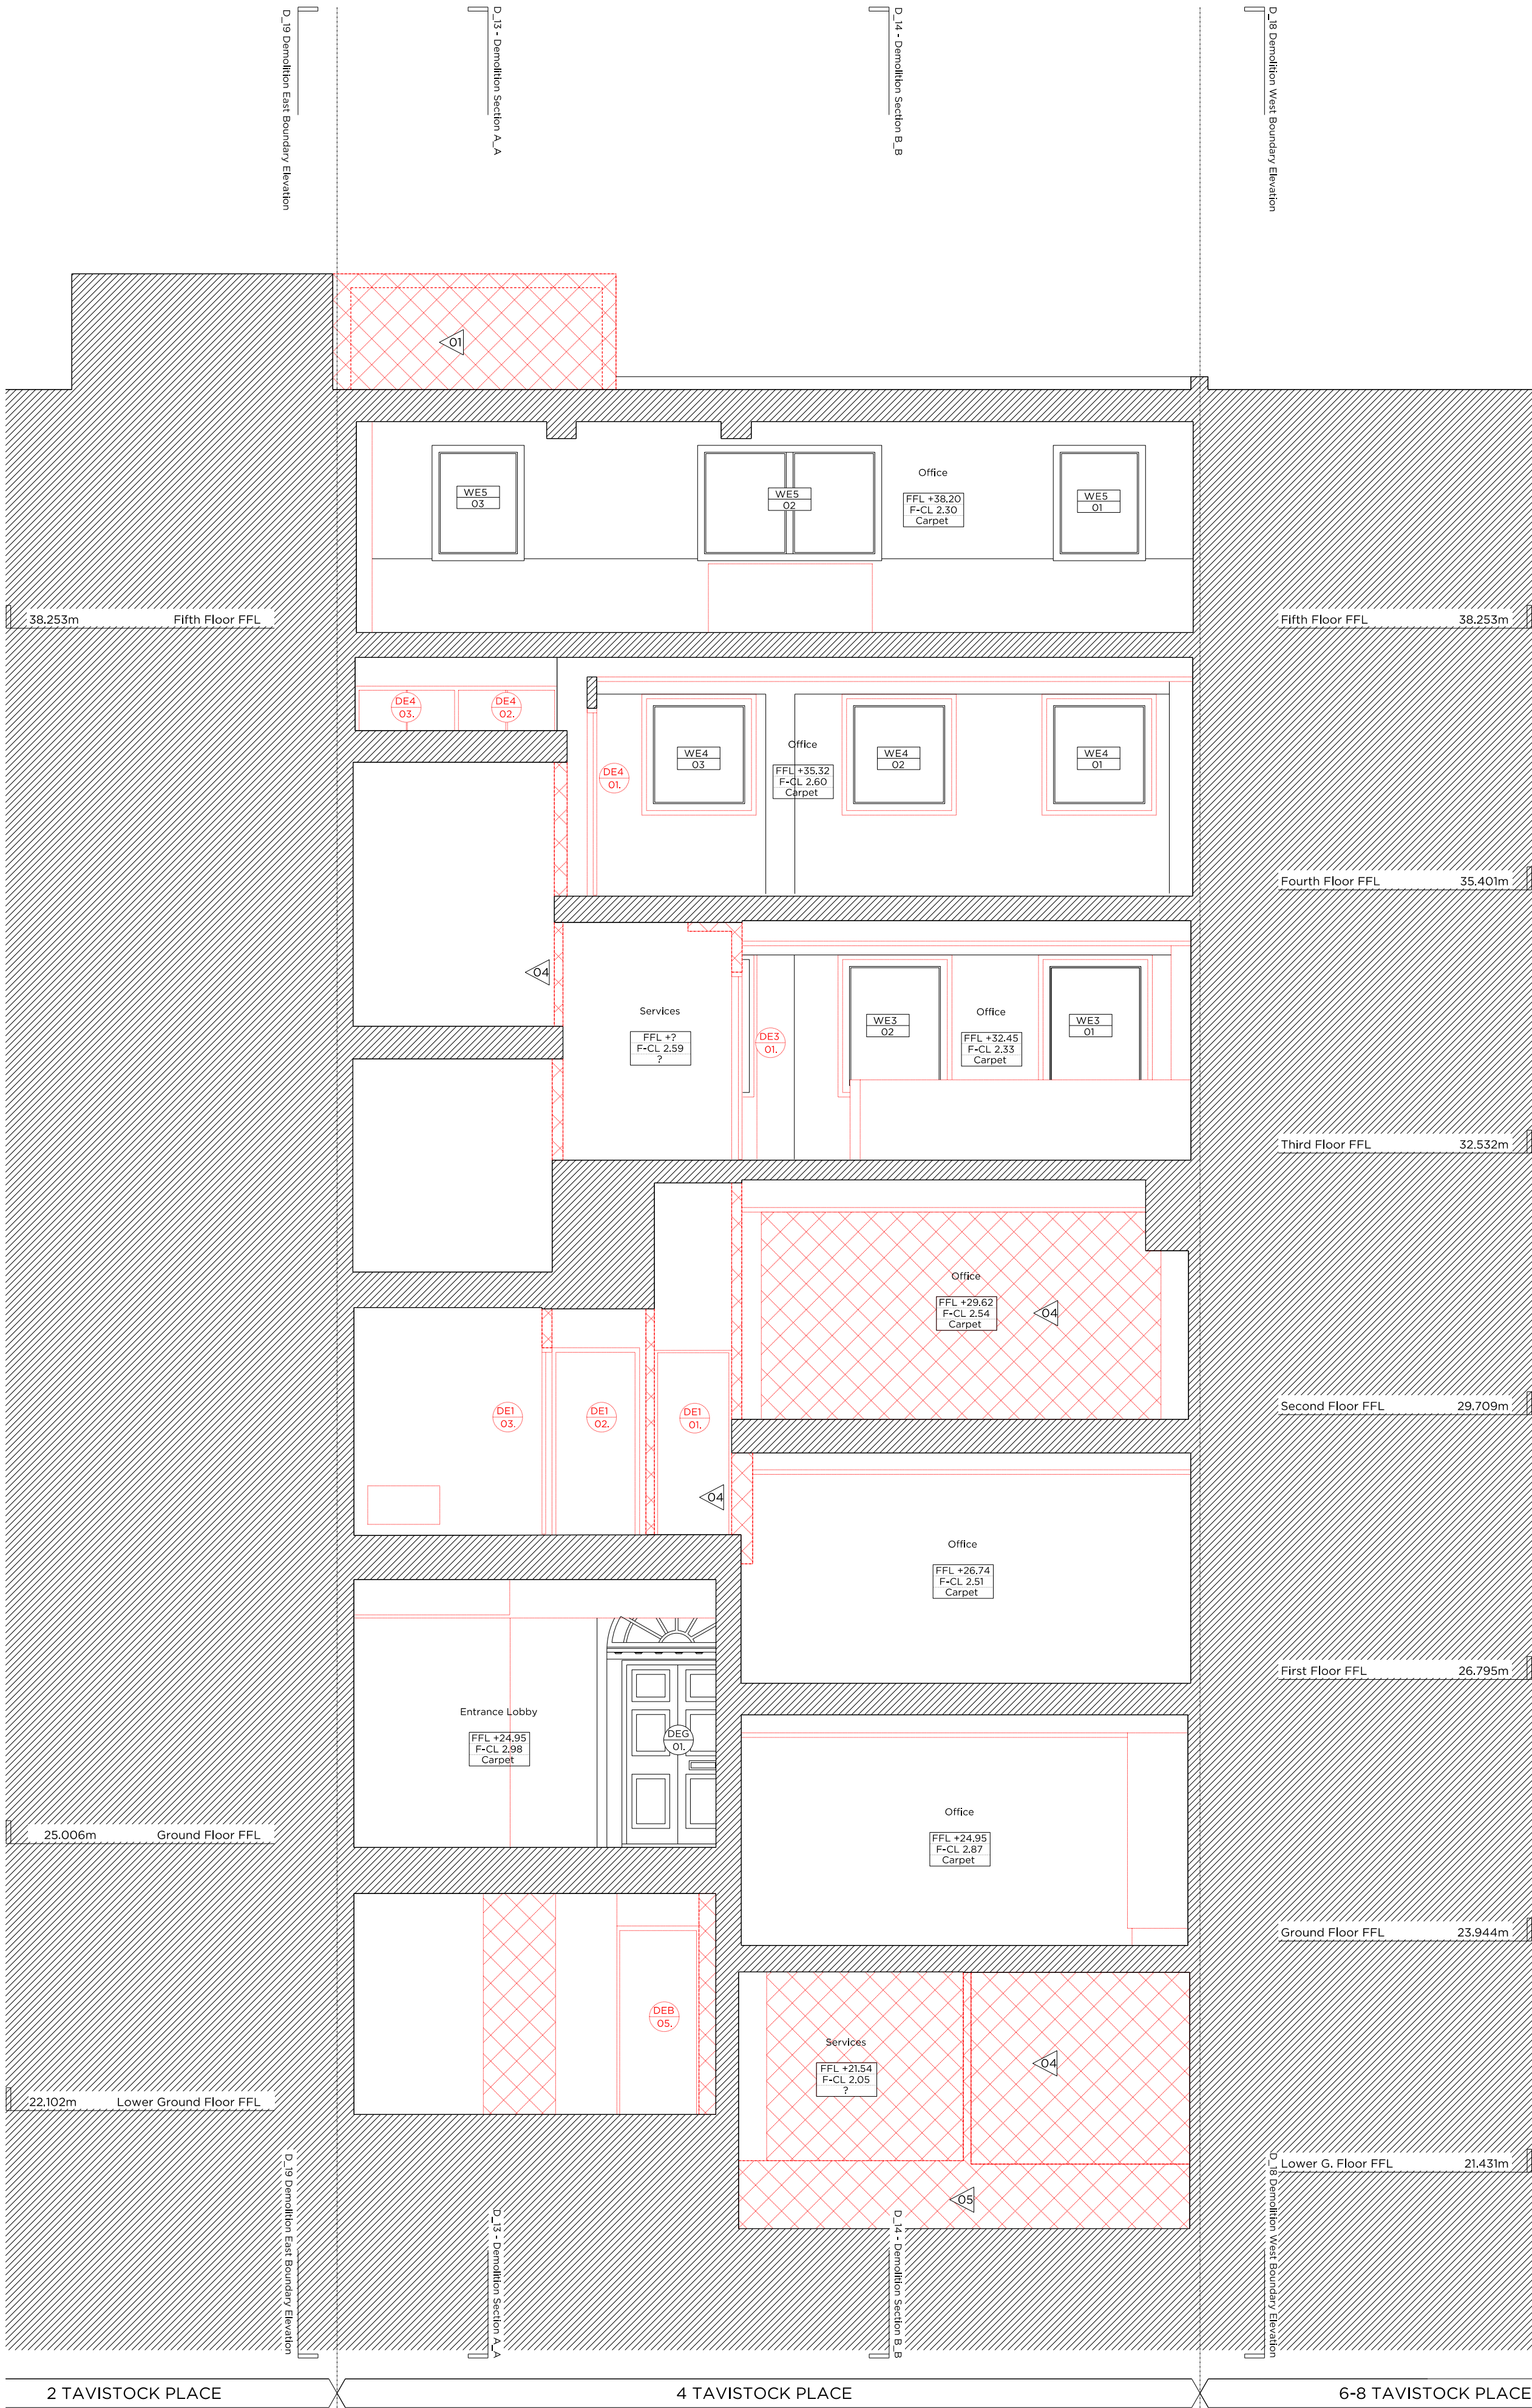 D_19 Demolition East Boundary Elevation
D_13 - Demolition Section A_A
D_14 - Demolition Section B_B
D_18 Demolition West Boundary Elevation
01
WE5
03
WE5
02
Office
FFL +38.20
F-CL 2.30
Carpet
WE5
01
38.253m Fifth Floor FFL
Fifth Floor FFL 38.253m
DE4
03.
DE4
02.
DE4
01.
WE4
03
Office
FFL +35.32
F-CL 2.60
Carpet
WE4
02
WE4
01
Fourth Floor FFL 35.401m
04
Services
FFL +?
F-CL 2.59
?
DE3
01.
WE3
02
Office
FFL +32.45
F-CL 2.33
Carpet
WE3
01
Third Floor FFL 32.532m
Office
FFL +29.62
F-CL 2.54
Carpet
04
DE1
03.
DE1
02.
DE1
01.
Second Floor FFL 29.709m
04
Office
FFL +26.74
F-CL 2.51
Carpet
First Floor FFL 26.795m
Entrance Lobby
FFL +24.95
F-CL 2.98
Carpet
DEG
01.
Office
FFL +24.95
F-CL 2.87
Carpet
25.006m Ground Floor FFL
Ground Floor FFL 23.944m
DEB
05.
Services
FFL +21.54
F-CL 2.05
?
04
22.102m Lower Ground Floor FFL
Lower G. Floor FFL 21.431m
05
D_19 Demolition East Boundary Elevation
D_13 - Demolition Section A_A
D_14 - Demolition Section B_B
D_18 Demolition West Boundary Elevation
2 TAVISTOCK PLACE
4 TAVISTOCK PLACE
6-8 TAVISTOCK PLACE